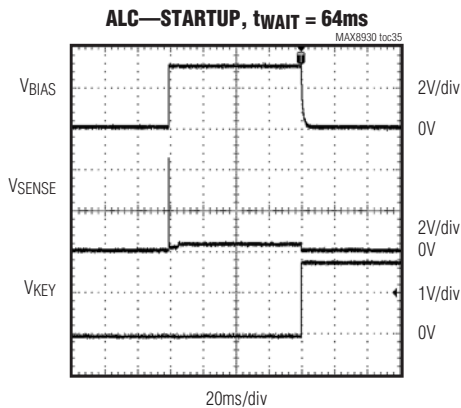 ALC—STARTUP, tWAIT = 64ms
MAX8930 toc35
VBIAS
2V/div
0V
VSENSE
2V/div
0V
VKEY
1V/div
0V
20ms/div